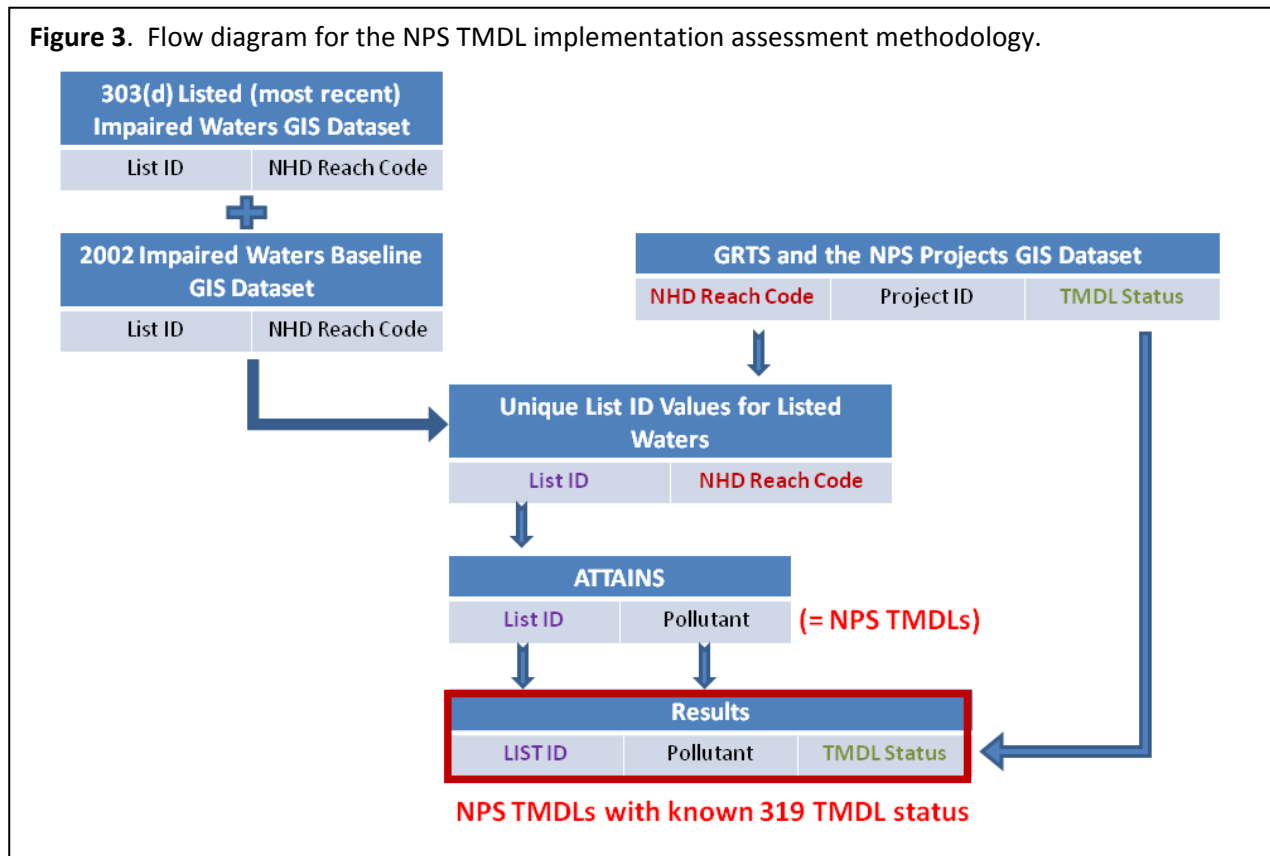 Figure 3.  Flow diagram for the NPS TMDL implementation assessment methodology.
303(d) Listed (most recent)
Impaired Waters GIS Dataset
List ID
NHD Reach Code
2002 Impaired Waters Baseline
GIS Dataset
List ID
NHD Reach Code
GRTS and the NPS Projects GIS Dataset
NHD Reach Code
Project ID
TMDL Status
Unique List ID Values for Listed
Waters
List ID
NHD Reach Code
ATTAINS
List ID
Pollutant
(= NPS TMDLs)
Results
LIST ID
Pollutant
TMDL Status
NPS TMDLs with known 319 TMDL status